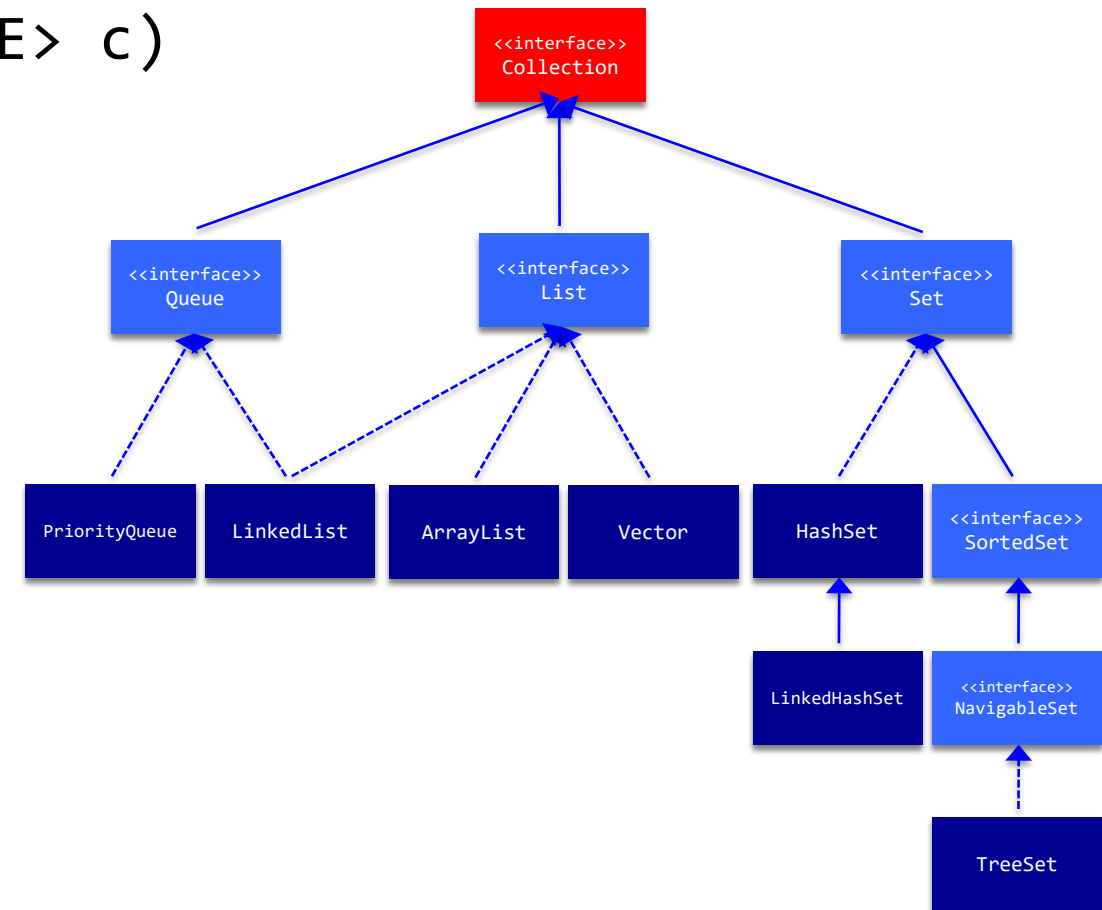 E> c)
<<interface>>
Collection
<<interface>>
Queue
<<interface>>
List
<<interface>>
Set
PriorityQueue
LinkedList
ArrayList
Vector
HashSet
<<interface>>
SortedSet
LinkedHashSet
<<interface>>
NavigableSet
TreeSet